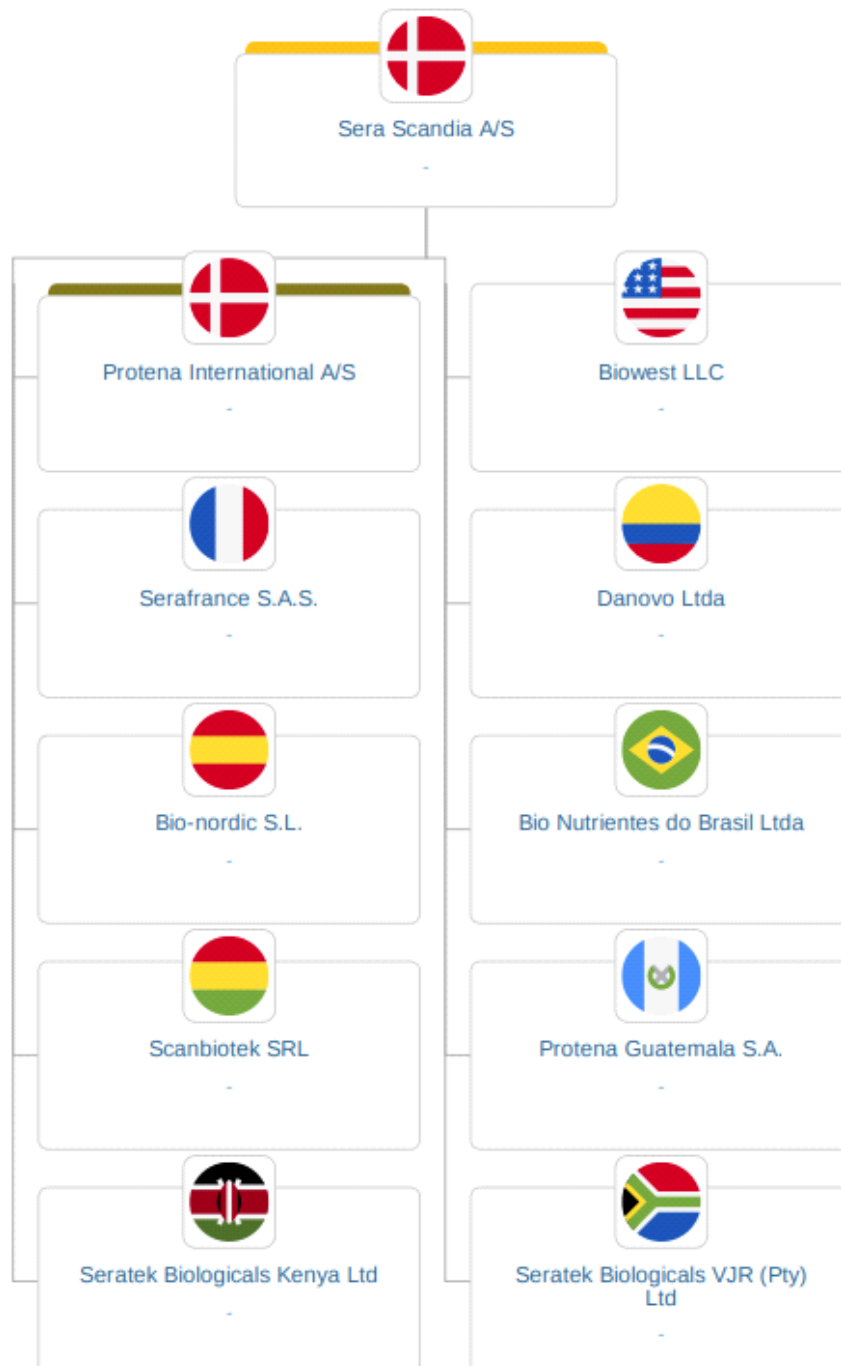 Sera Scandia A/S
-
Protena International A/S
-
Biowest LLC
-
Serafrance S.A.S.
-
Danovo Ltda
-
Bio-nordic S.L.
-
Bio Nutrientes do Brasil Ltda
-
Scanbiotek SRL
-
Protena Guatemala S.A.
-
Seratek Biologicals Kenya Ltd
-
Seratek Biologicals VJR (Pty)
Ltd
-